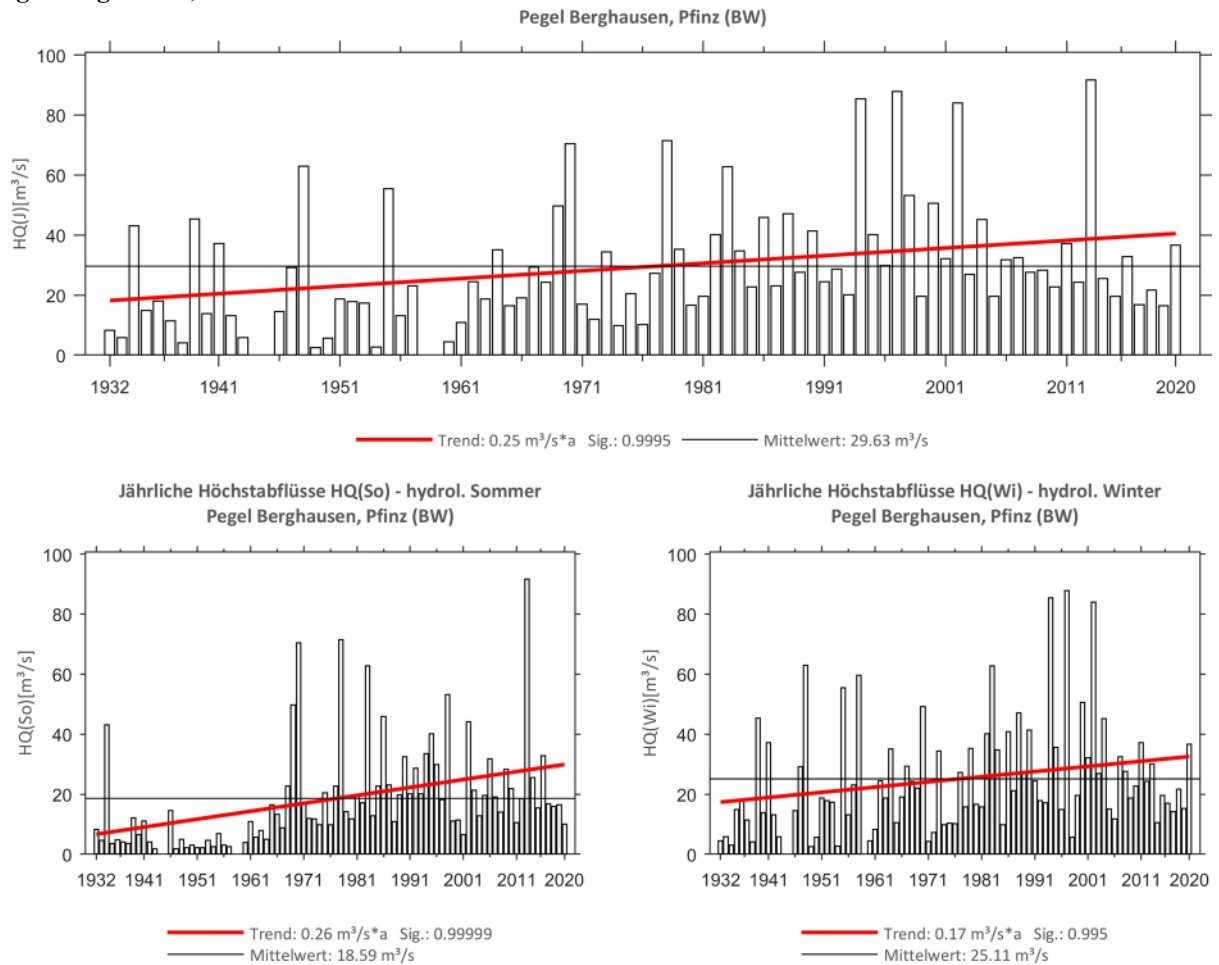 Pegel Berghausen, Pfinz (BW)
100
80
60
40
20
0
HQ(J)[m³/s]
1932 1941 1951 1961 1971 1981 1991 2001 2011 2020
Trend: 0.25 m³/s*a Sig.: 0.9995 Mittelwert: 29.63 m³/s
Jährliche Höchstabflüsse HQ(So) - hydrol. Sommer
Pegel Berghausen, Pfinz (BW)
100
80
60
40
20
0
HQ(So)[m³/s]
1932 1941 1951 1961 1971 1981 1991 2001 2011 2020
Trend: 0.26 m³/s*a Sig.: 0.99999
Mittelwert: 18.59 m³/s
Jährliche Höchstabflüsse HQ(Wi) - hydrol. Winter
Pegel Berghausen, Pfinz (BW)
100
80
60
40
20
0
HQ(Wi)[m³/s]
1932 1941 1951 1961 1971 1981 1991 2001 2011 2020
Trend: 0.17 m³/s*a Sig.: 0.995
Mittelwert: 25.11 m³/s